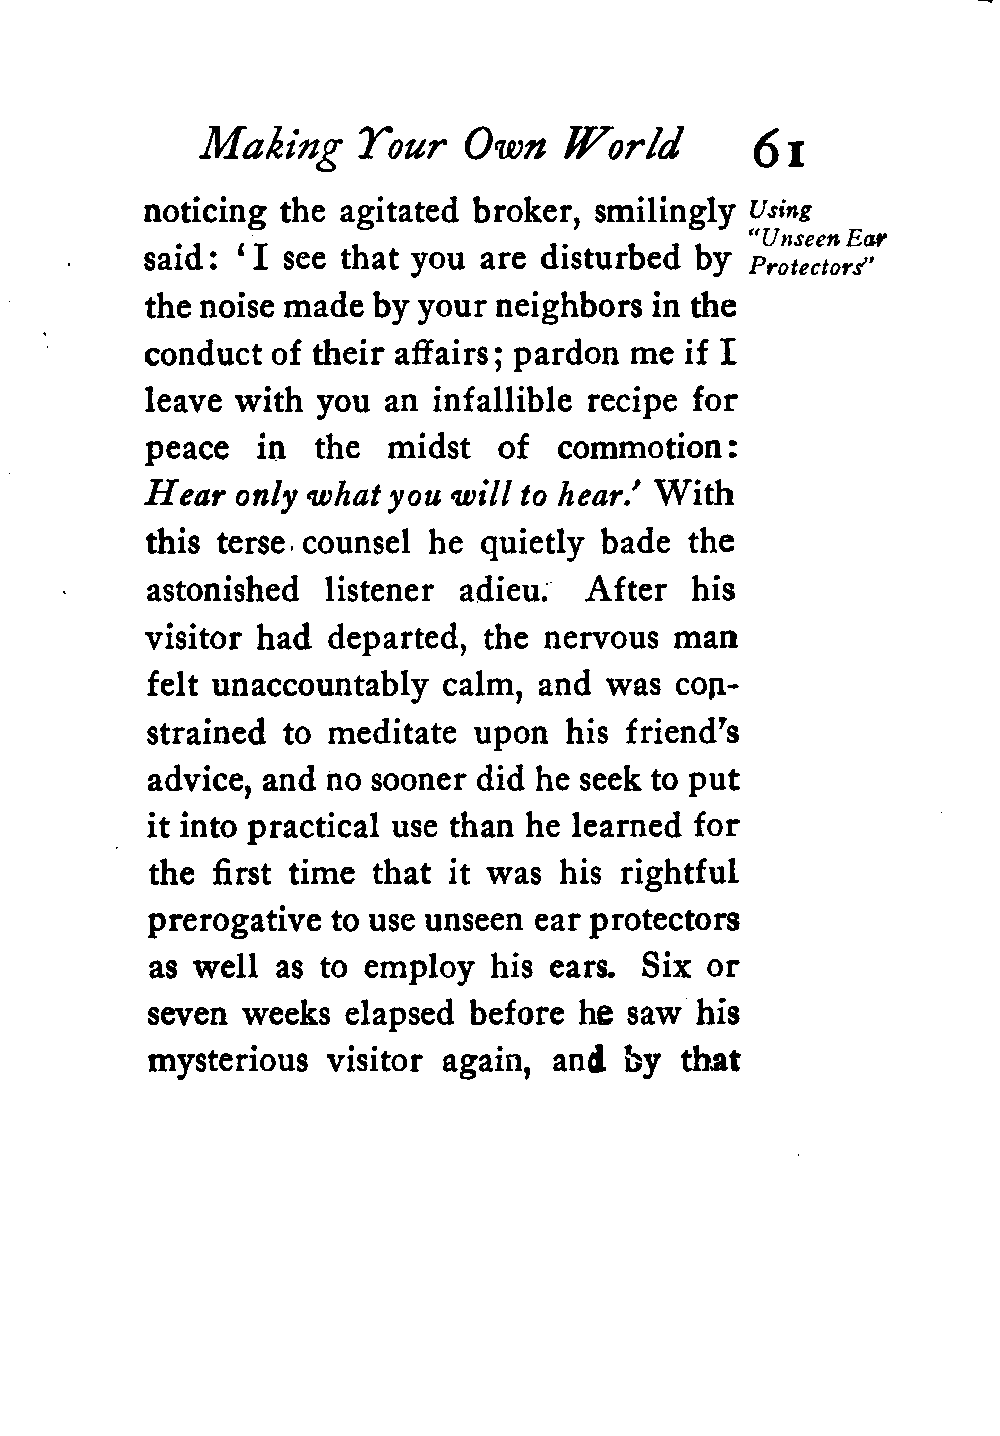 Making Your Own World 61
noticing the agitated broker, smilingly
said: 'I see that you are disturbed by
the noise made by your neighbors in the
conduct of their affairs; pardon me if I
leave with you an infallible recipe for
peace in the midst of commotion:
Hear only what you will to hear.' With
this terse counsel he quietly bade the
astonished listener adieu. After his
visitor had departed, the nervous man
felt unaccountably calm, and was con-
strained to meditate upon his friend's
advice, and no sooner did he seek to put
it into practical use than he learned for
the first time that it was his rightful
prerogative to use unseen ear protectors
as well as to employ his ears. Six or
seven weeks elapsed before he saw his
mysterious visitor again, and by that
Using
"Unseen Ear
Protectors"